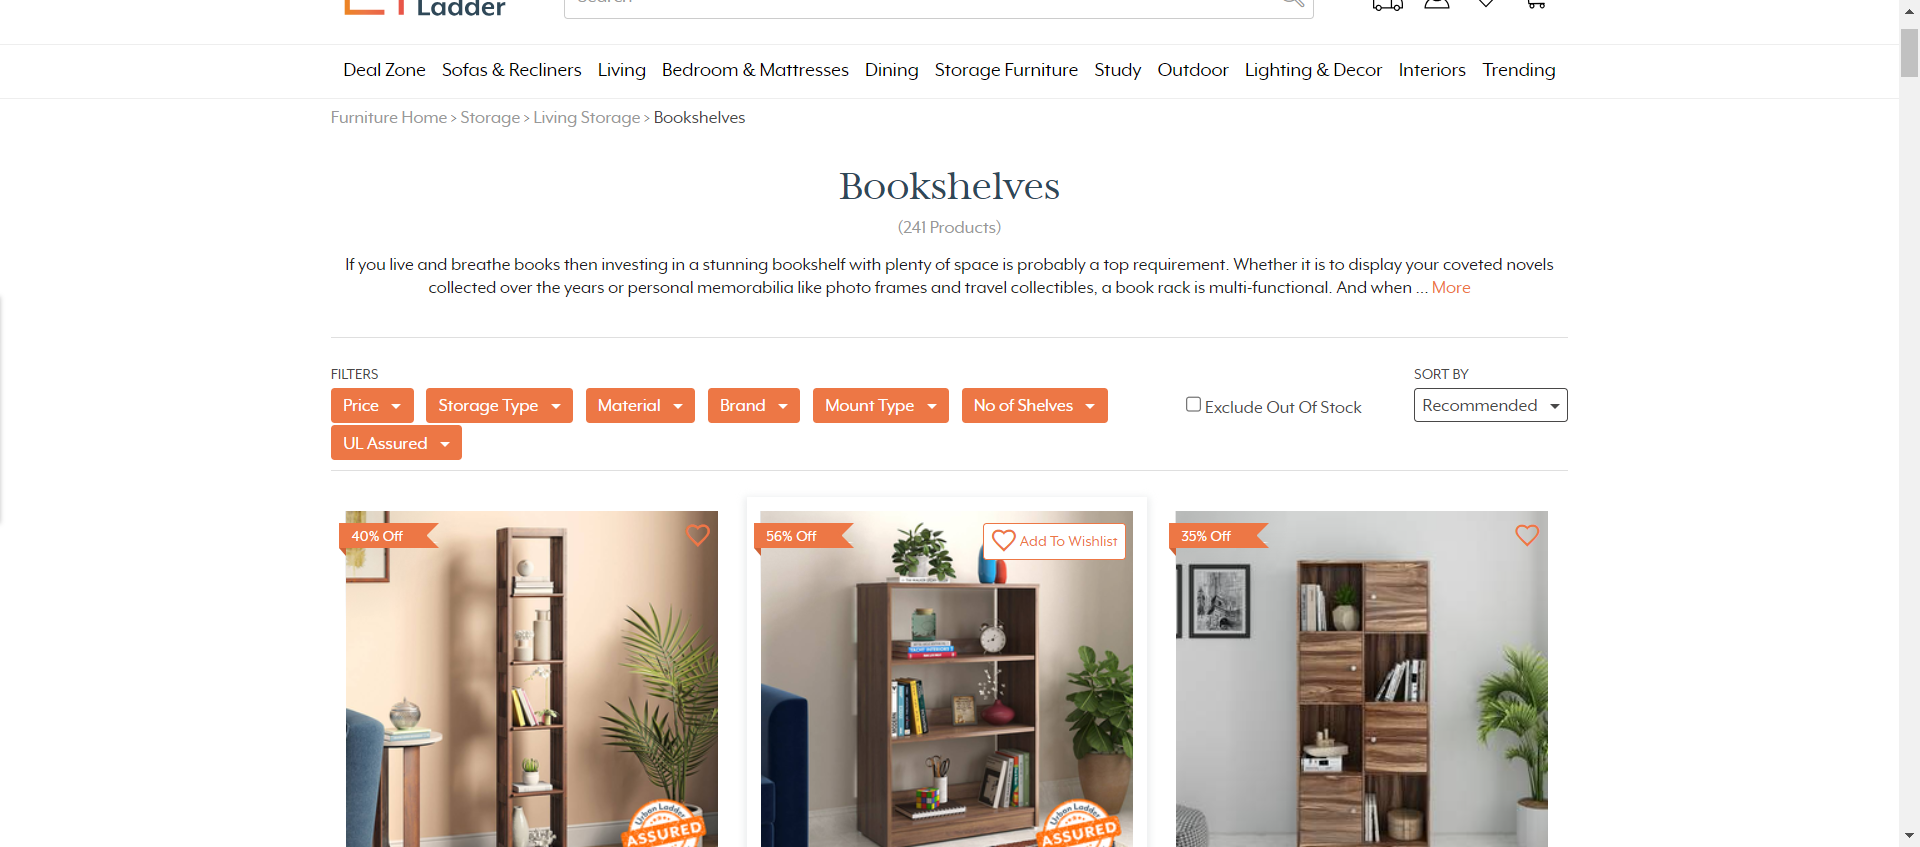 Ladder
Search
Deal Zone Sofas & Recliners Living Bedroom & Mattresses Dining Storage Furniture Study Outdoor Lighting & Decor Interiors Trending
Furniture Home > Storage > Living Storage > Bookshelves
Bookshelves
(241 Products)
If you live and breathe books then investing in a stunning bookshelf with plenty of space is probably a top requirement. Whether it is to display your coveted novels
collected over the years or personal memorabilia like photo frames and travel collectibles, a book rack is multi-functional. And when ... More
FILTERS
SORT BY
Price Storage Type Material Brand Mount Type No of Shelves
Exclude Out Of Stock
Recommended
UL Assured
40% Off
56% Off
Add To Wishlist
35% Off
Urban Ladder
ASSURED
Urban Ladder
ASSURED